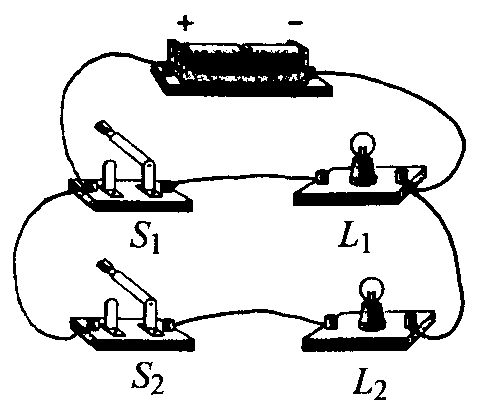 + −
S₁ L₁
S₂ L₂